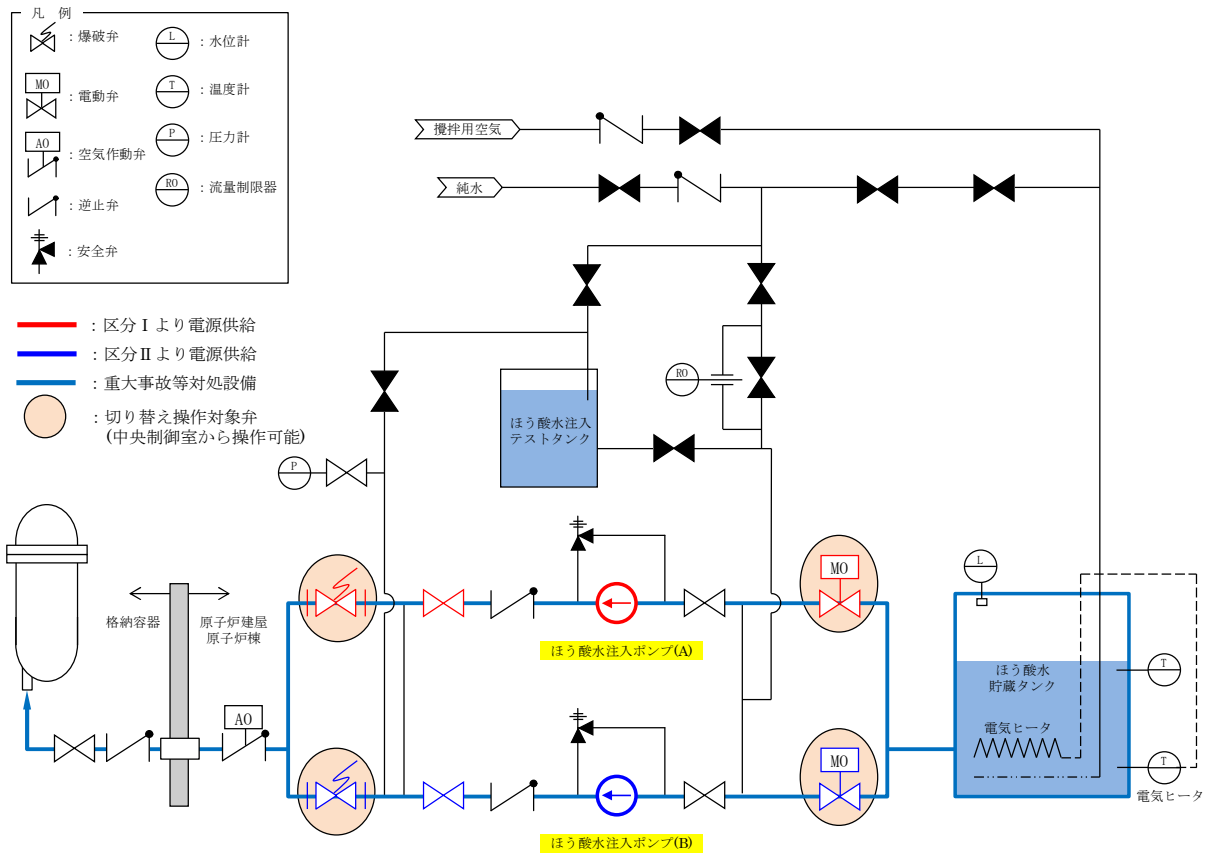 凡 例
：爆破弁
L
：水位計
MO
：電動弁
T
：温度計
AO
：空気作動弁
P
：圧力計
：逆止弁
RO
：流量制限器
：安全弁
：区分Ⅰより電源供給
：区分Ⅱより電源供給
：重大事故等対処設備
：切り替え操作対象弁
(中央制御室から操作可能)
攪拌用空気
純水
RO
ほう酸水注入
テストタンク
P
格納容器
原子炉建屋
原子炉棟
AO
MO
ほう酸水注入ポンプ(A)
MO
ほう酸水注入ポンプ(B)
L
ほう酸水
貯蔵タンク
T
電気ヒータ
T
電気ヒータ